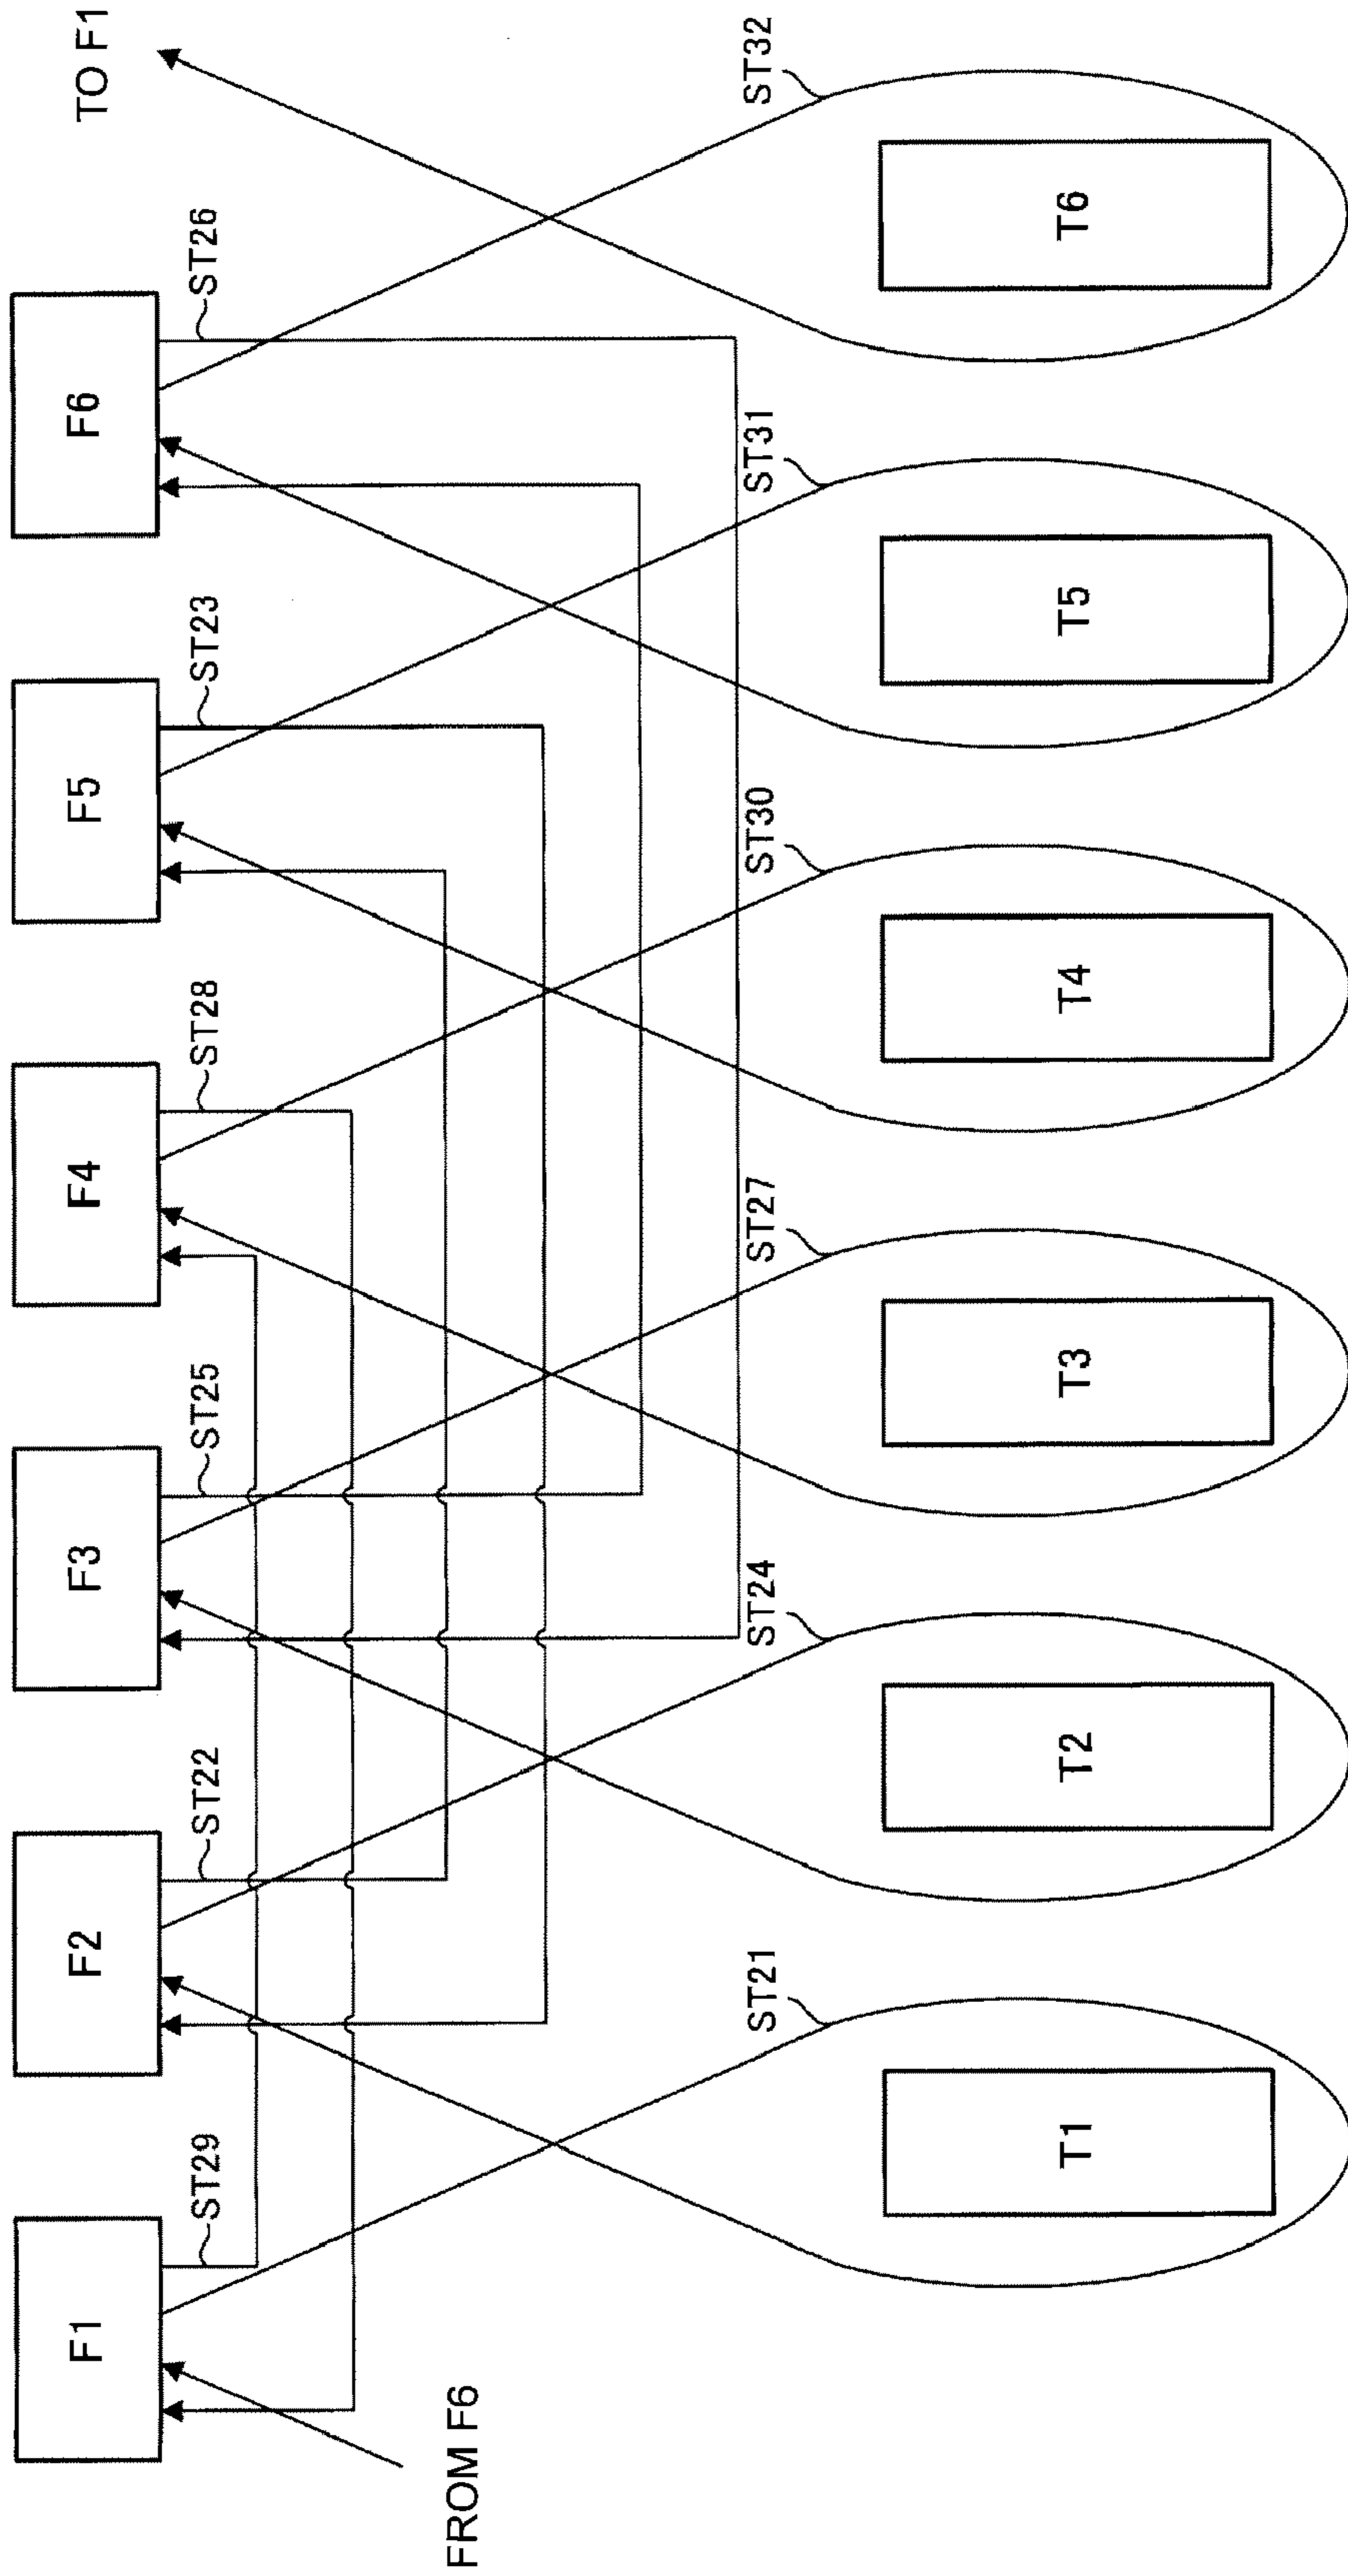 F1
F2
F3
F4
F5
F6
TO F1
ST29
ST22
ST25
ST28
ST23
ST26
FROM F6
ST21
ST24
ST27
ST30
ST31
ST32
T1
T2
T3
T4
T5
T6